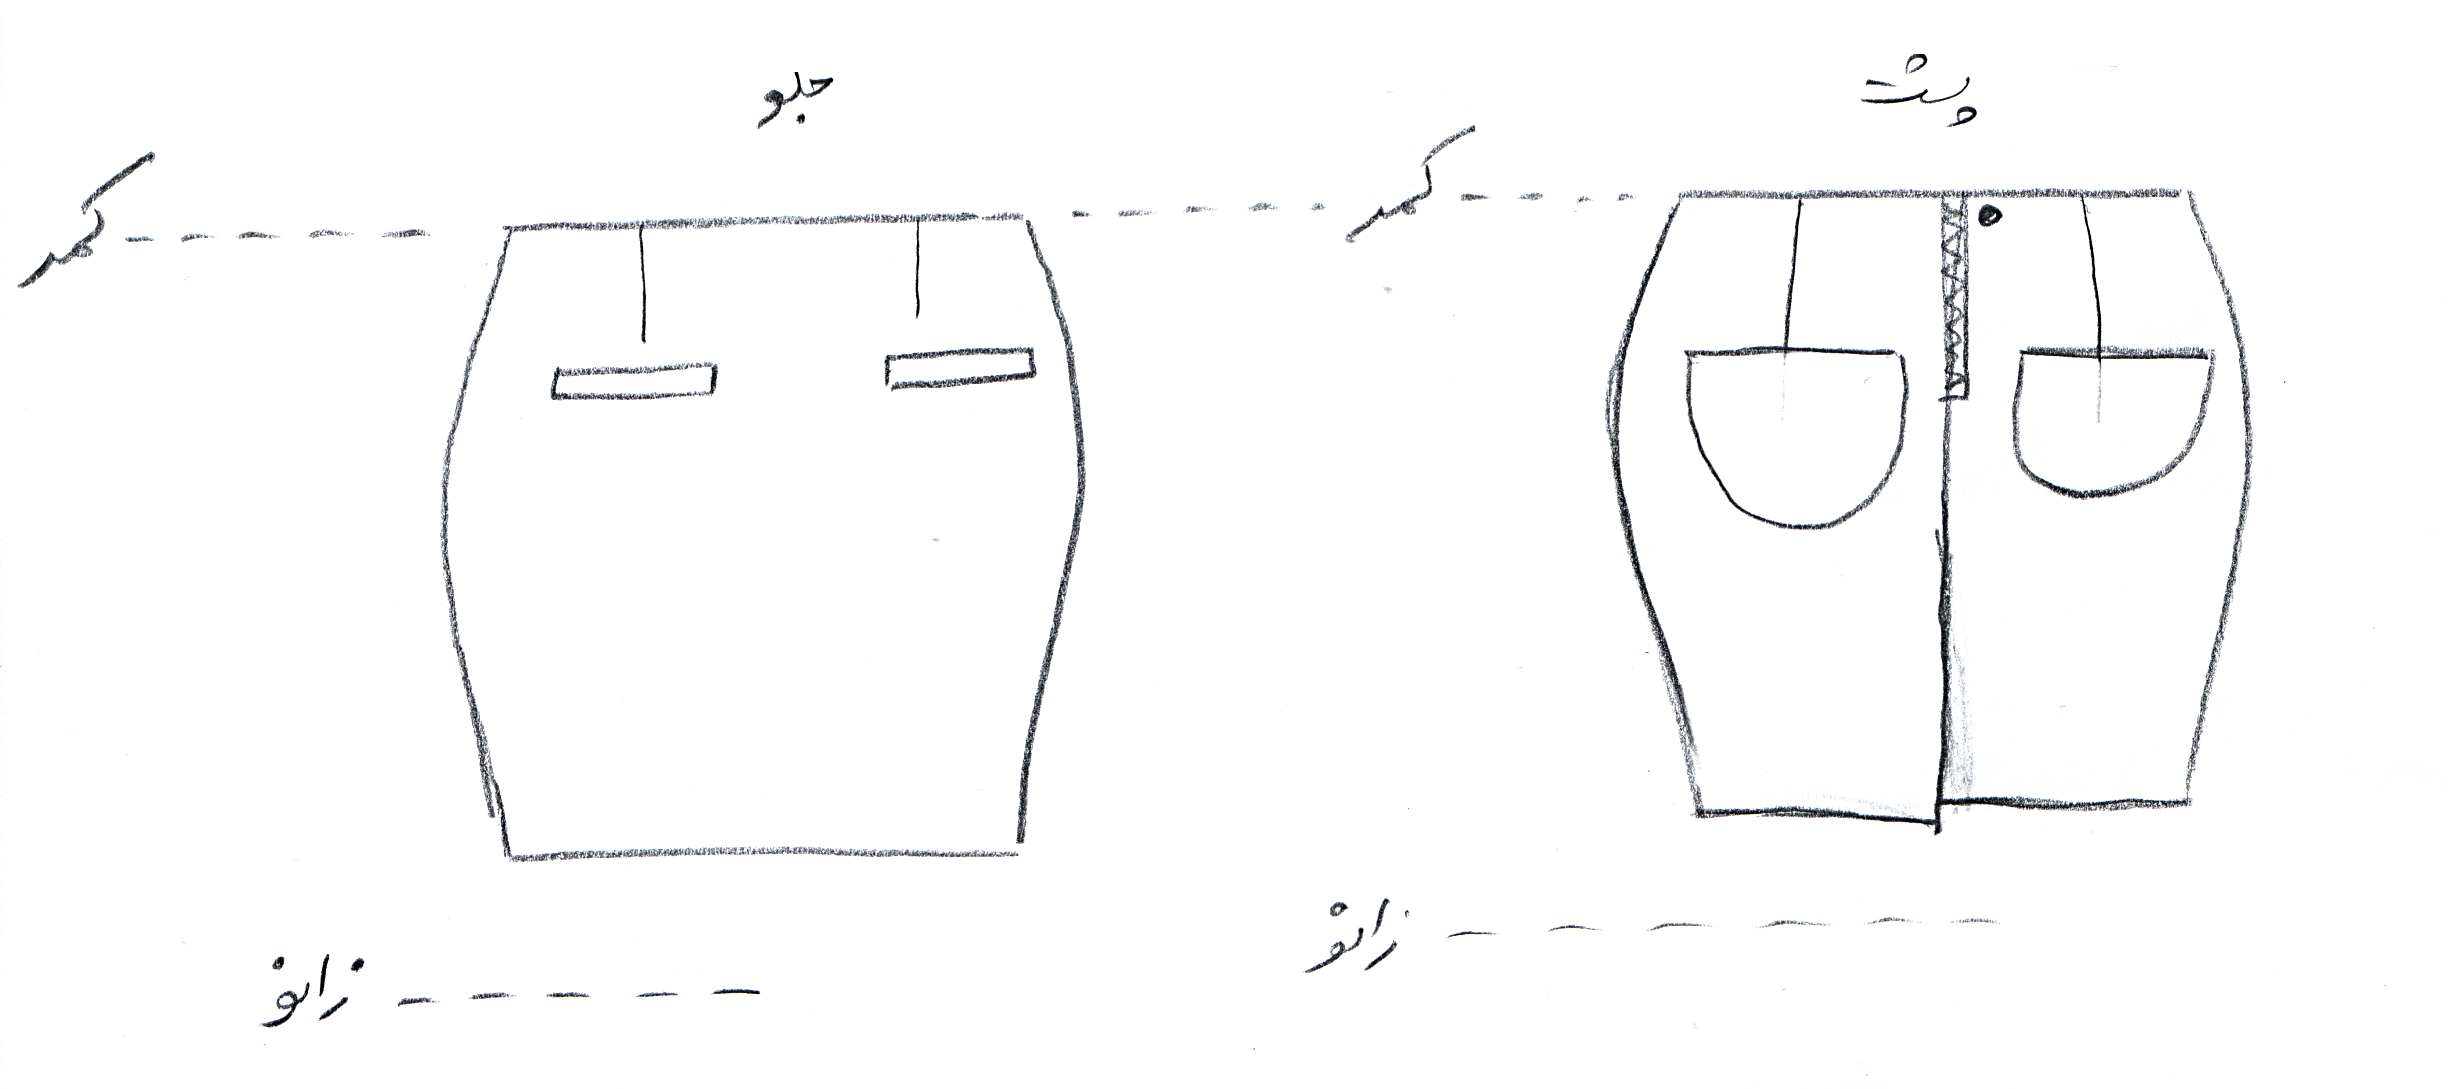 پشت
جلو
کمر
کمر
زانو
زانو